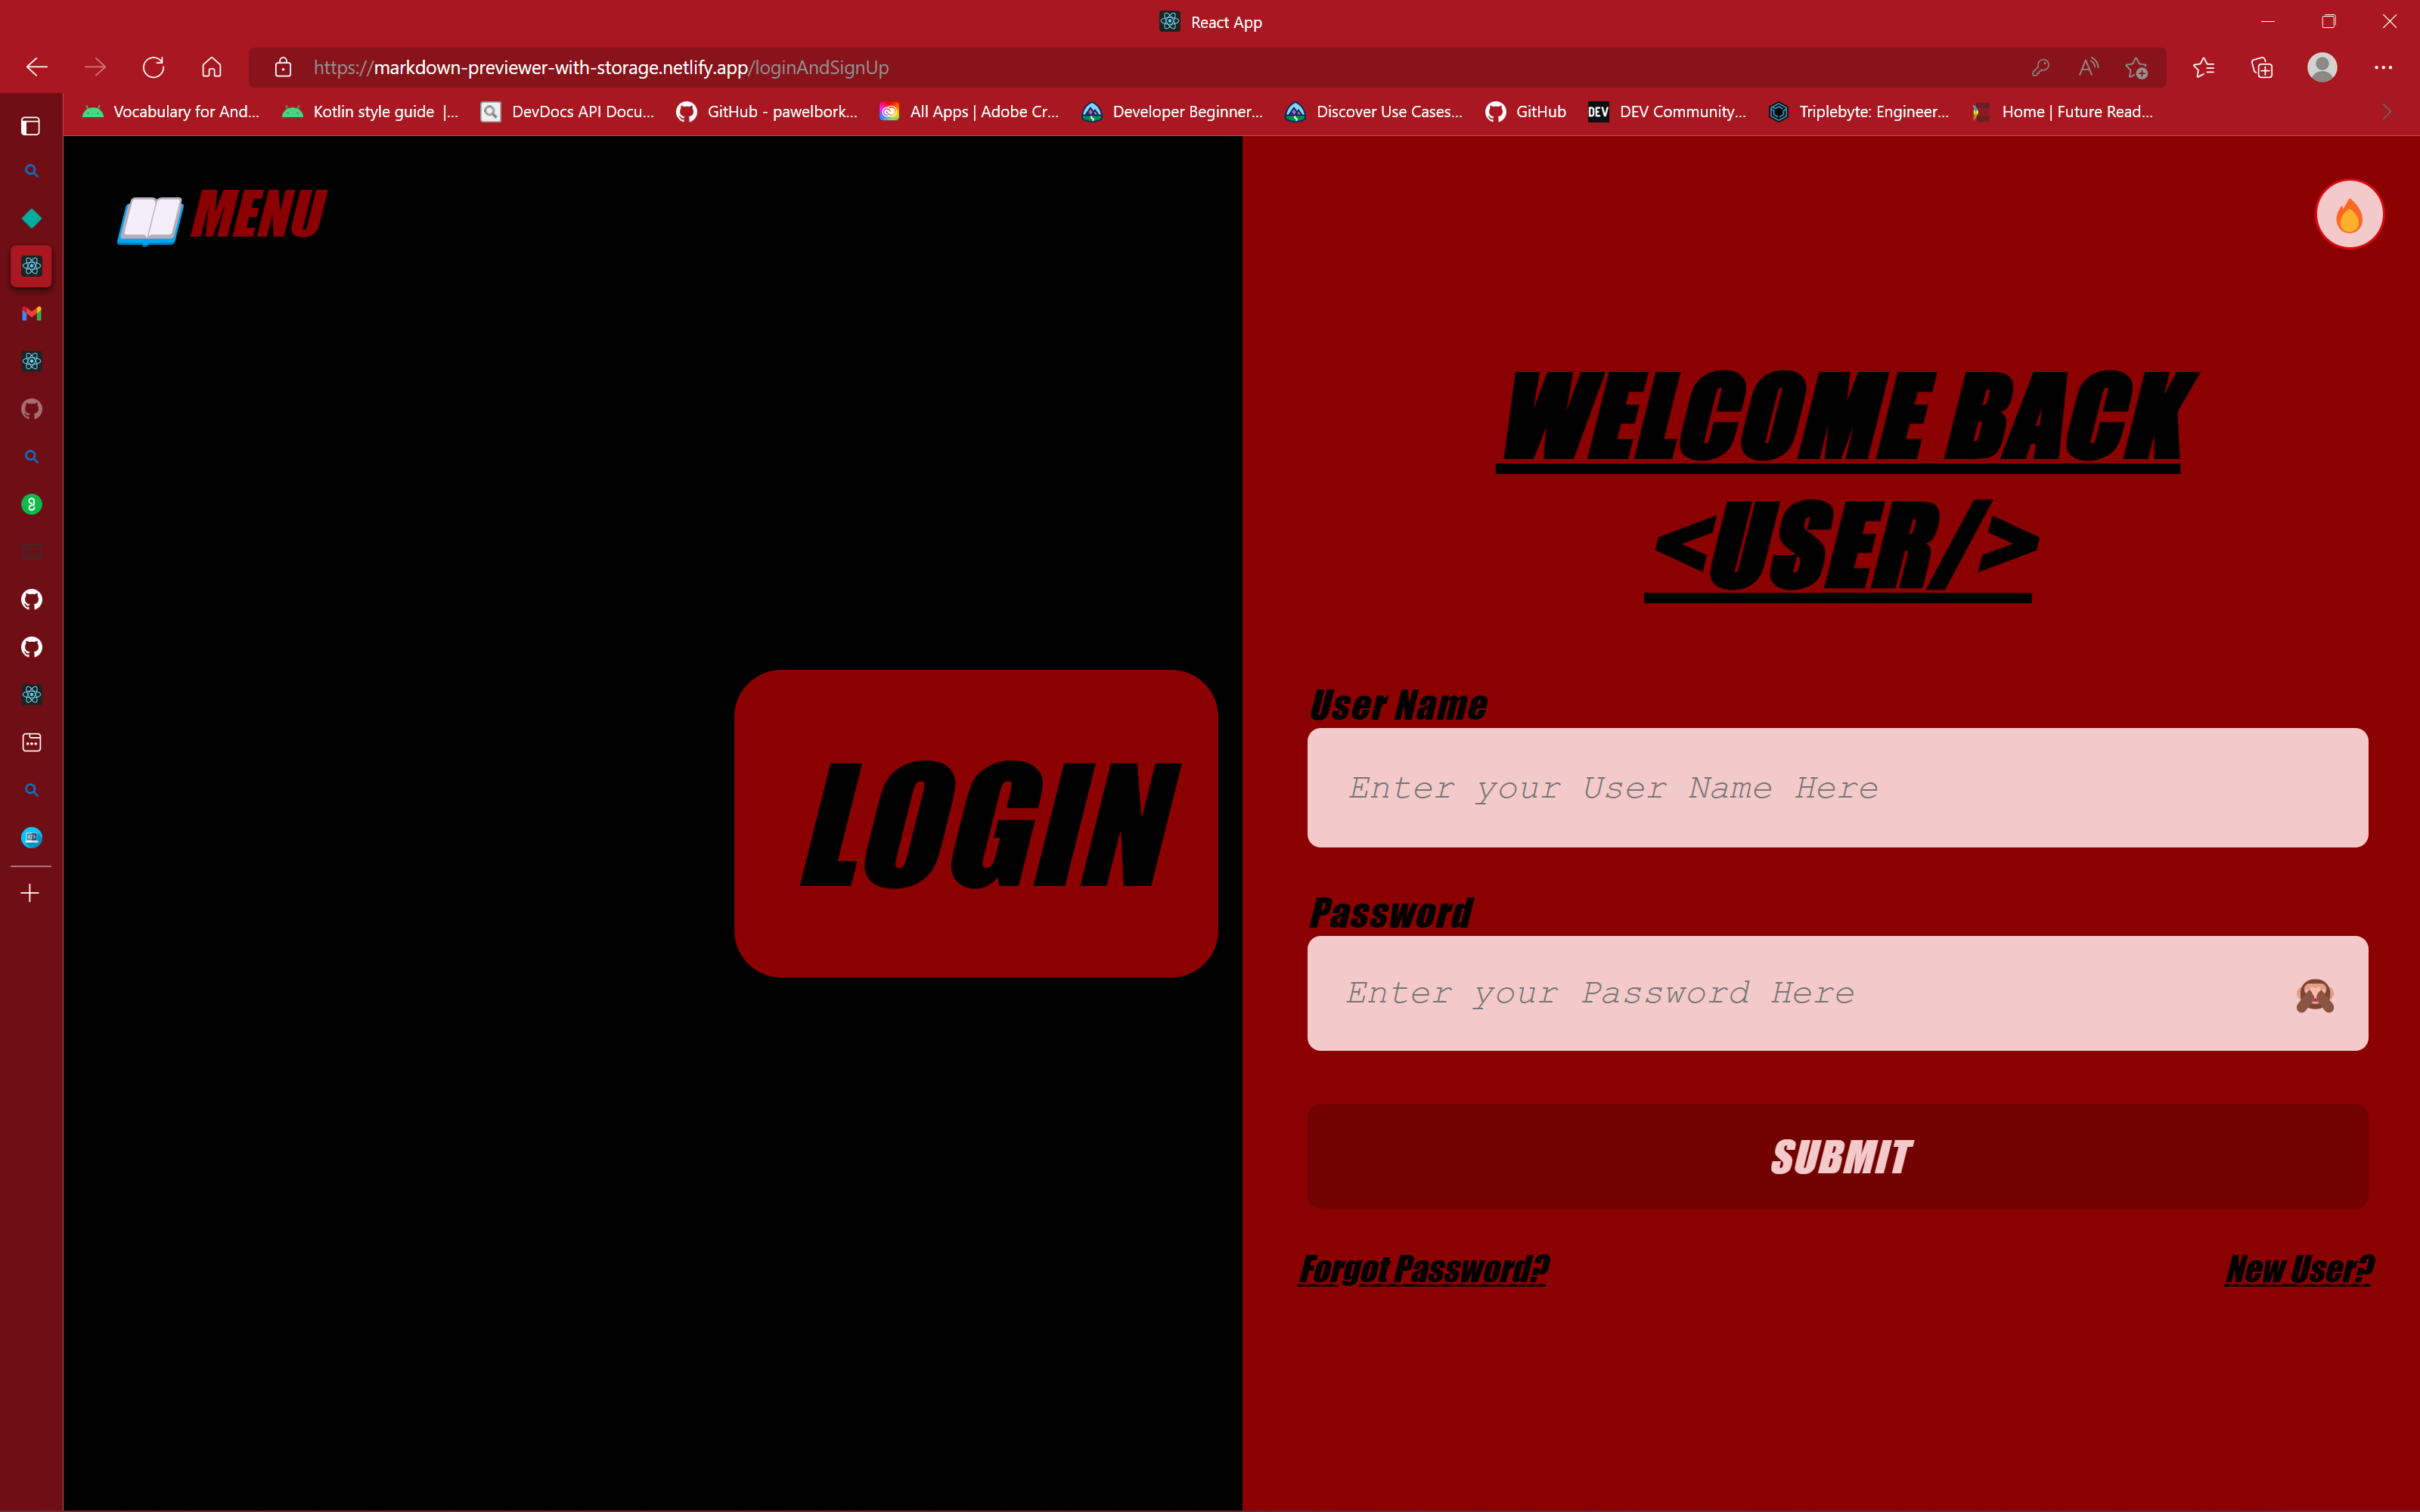 React App
https://markdown-previewer-with-storage.netlify.app/loginAndSignUp
Vocabulary for And... Kotlin style guide |... DevDocs API Docu... GitHub - pawelbork... All Apps | Adobe Cr... Developer Beginner... Discover Use Cases... GitHub DEV DEV Community... Triplebyte: Engineer... Home | Future Read...
MENU
WELCOME BACK
<USER/>
LOGIN
User Name
Enter your User Name Here
Password
Enter your Password Here
SUBMIT
Forgot Password? New User?